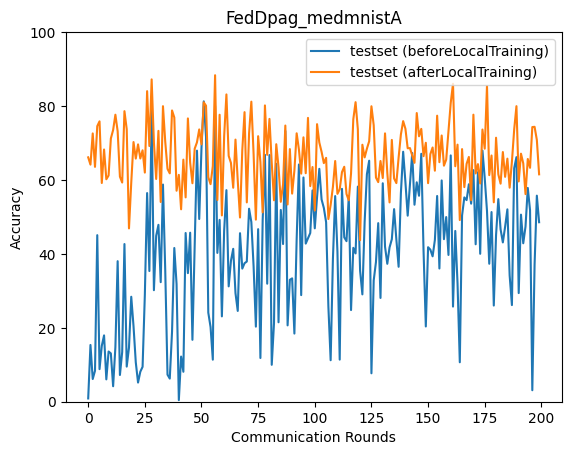 FedDpag_medmnistA
testset (beforeLocalTraining)
testset (afterLocalTraining)
Accuracy
100
80
60
40
20
0
0 25 50 75 100 125 150 175 200
Communication Rounds